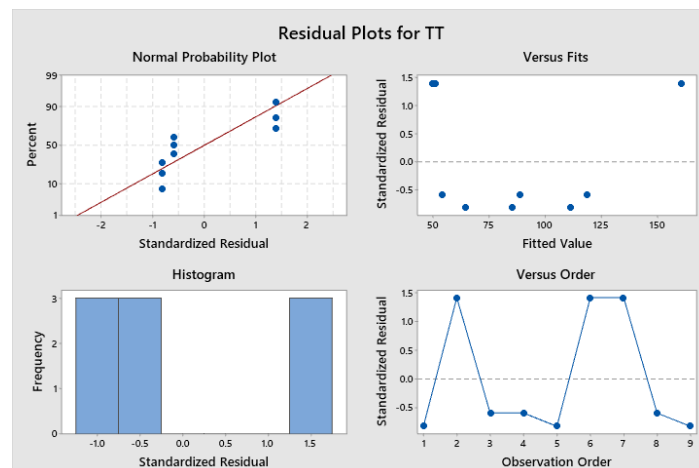 Residual Plots for TT
Normal Probability Plot
99
90
50
10
1
Percent
-2 -1 0 1 2
Standardized Residual
Versus Fits
1.5
1.0
0.5
0.0
-0.5
Standardized Residual
50 75 100 125 150
Fitted Value
Histogram
3
2
1
0
Frequency
-1.0 -0.5 0.0 0.5 1.0 1.5
Standardized Residual
Versus Order
1.5
1.0
0.5
0.0
-0.5
Standardized Residual
1 2 3 4 5 6 7 8 9
Observation Order